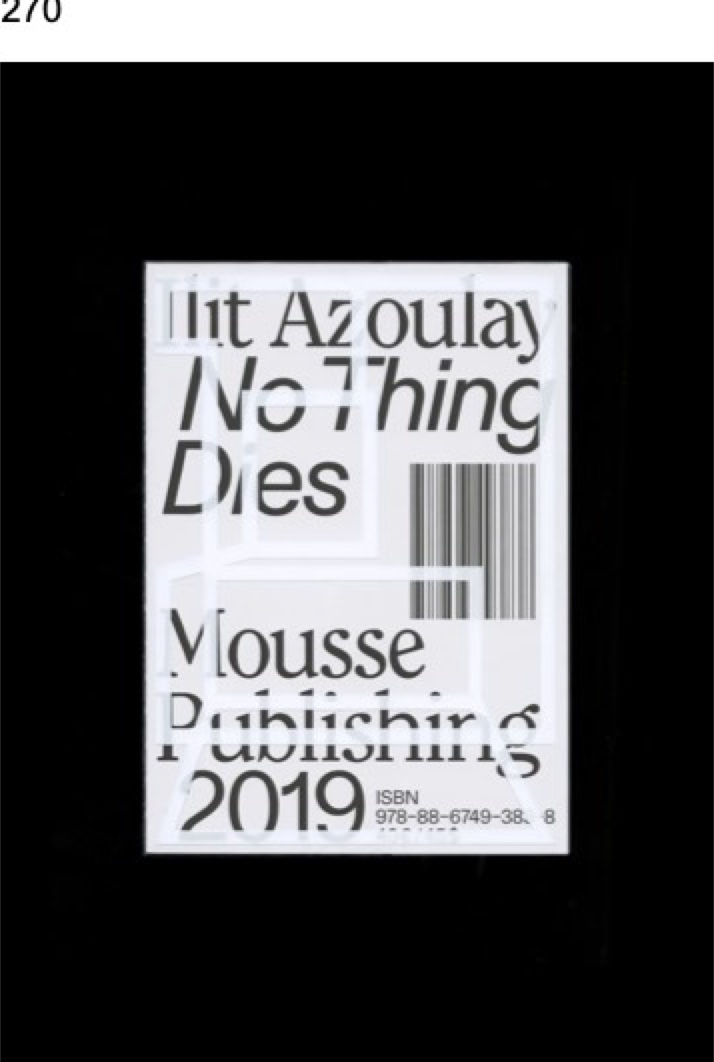 270
Ilit Azoulay
No Thing
Dies
Mousse
Publishing
2019
ISBN